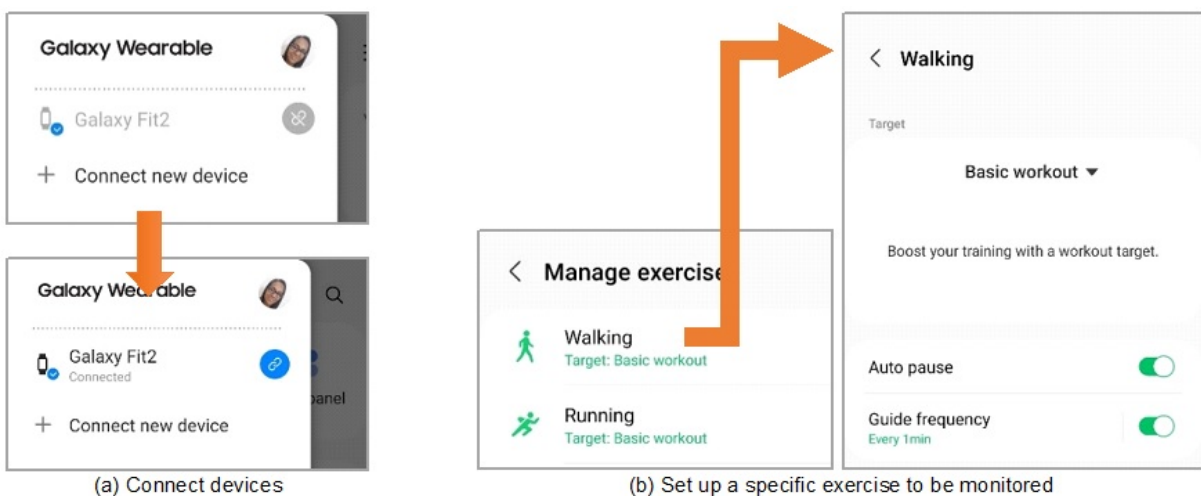 Galaxy Wearable
Galaxy Fit2
Connect new device
Galaxy Wearable
Galaxy Fit2
Connected
panel
Connect new device
(a) Connect devices
Manage exercise
Walking
Target: Basic workout
Running
Target: Basic workout
Walking
Target
Basic workout
Boost your training with a workout target.
Auto pause
Guide frequency
Every 1min
(b) Set up a specific exercise to be monitored